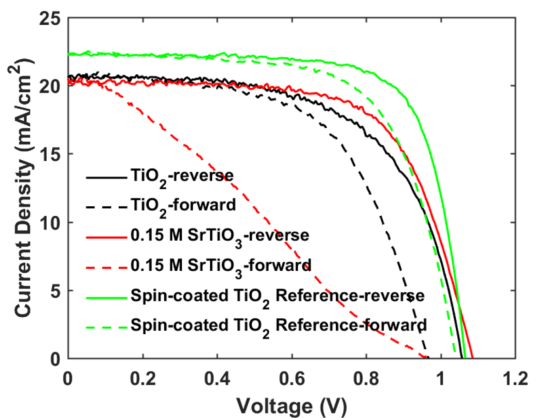 25
20
15
10
5
0
Current Density (mA/cm²)
TiO₂-reverse
TiO₂-forward
0.15 M SrTiO₃-reverse
0.15 M SrTiO₃-forward
Spin-coated TiO₂ Reference-reverse
Spin-coated TiO₂ Reference-forward
0 0.2 0.4 0.6 0.8 1 1.2
Voltage (V)